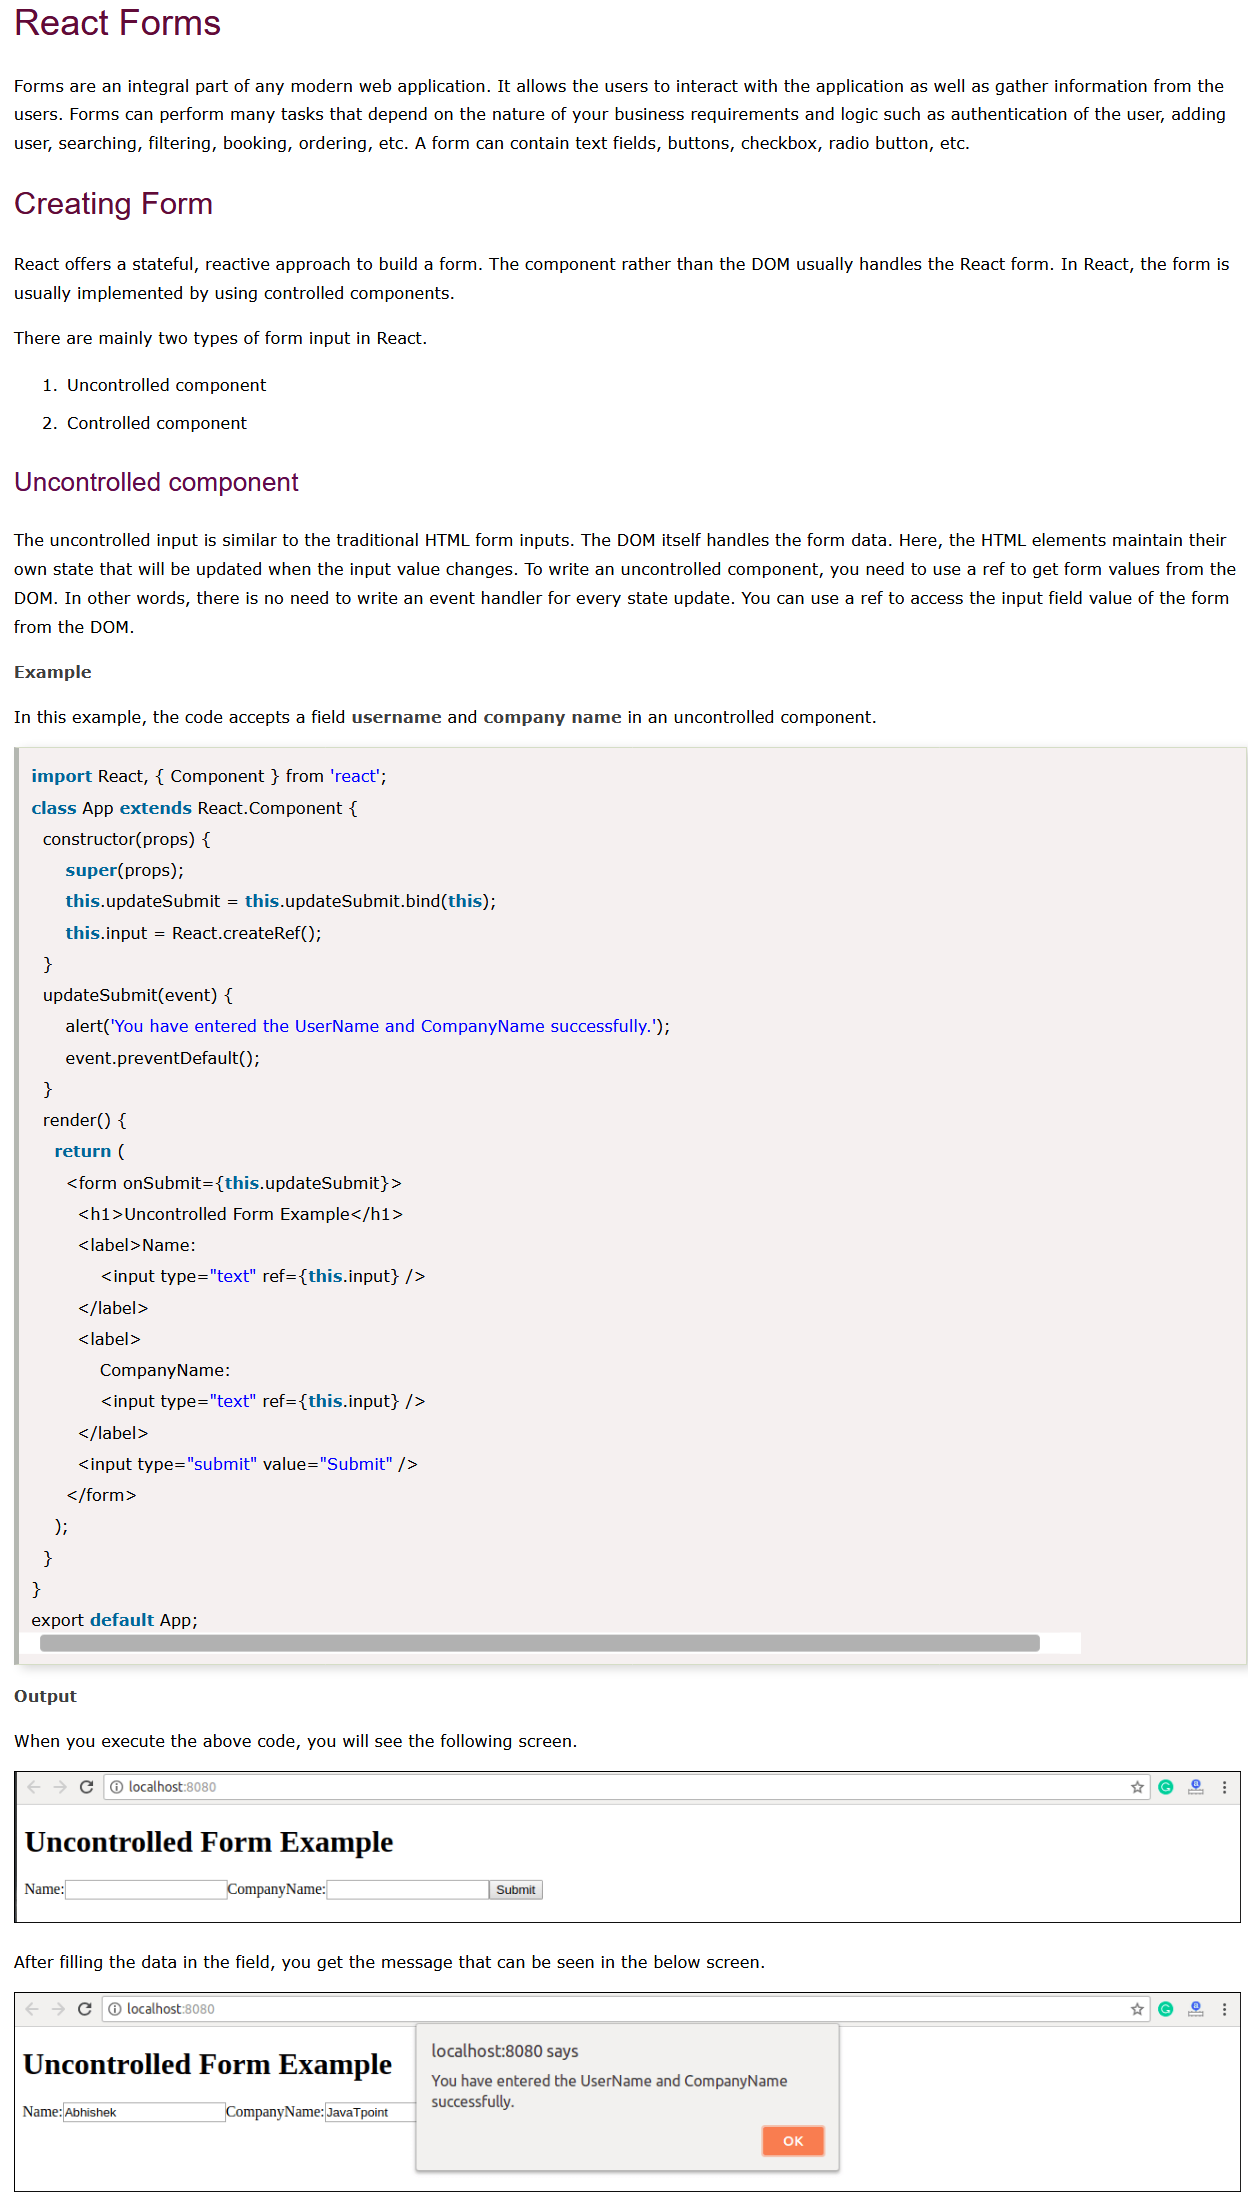 React Forms
Forms are an integral part of any modern web application. It allows the users to interact with the application as well as gather information from the
users. Forms can perform many tasks that depend on the nature of your business requirements and logic such as authentication of the user, adding
user, searching, filtering, booking, ordering, etc. A form can contain text fields, buttons, checkbox, radio button, etc.
Creating Form
React offers a stateful, reactive approach to build a form. The component rather than the DOM usually handles the React form. In React, the form is
usually implemented by using controlled components.
There are mainly two types of form input in React.
1. Uncontrolled component
2. Controlled component
Uncontrolled component
The uncontrolled input is similar to the traditional HTML form inputs. The DOM itself handles the form data. Here, the HTML elements maintain their
own state that will be updated when the input value changes. To write an uncontrolled component, you need to use a ref to get form values from the
DOM. In other words, there is no need to write an event handler for every state update. You can use a ref to access the input field value of the form
from the DOM.
Example
In this example, the code accepts a field username and company name in an uncontrolled component.
import React, { Component } from 'react';
class App extends React.Component {
constructor(props) {
super(props);
this.updateSubmit = this.updateSubmit.bind(this);
this.input = React.createRef();
}
updateSubmit(event) {
alert('You have entered the UserName and CompanyName successfully.');
event.preventDefault();
}
render() {
return (
<form onSubmit={this.updateSubmit}>
<h1>Uncontrolled Form Example</h1>
<label>Name:
<input type="text" ref={this.input} />
</label>
<label>
CompanyName:
<input type="text" ref={this.input} />
</label>
<input type="submit" value="Submit" />
</form>
);
}
}
export default App;
Output
When you execute the above code, you will see the following screen.
localhost:8080
Uncontrolled Form Example
Name: CompanyName: Submit
After filling the data in the field, you get the message that can be seen in the below screen.
localhost:8080
Uncontrolled Form Example
Name: Abhishek CompanyName: JavaTpoint
localhost:8080 says
You have entered the UserName and CompanyName
successfully.
OK